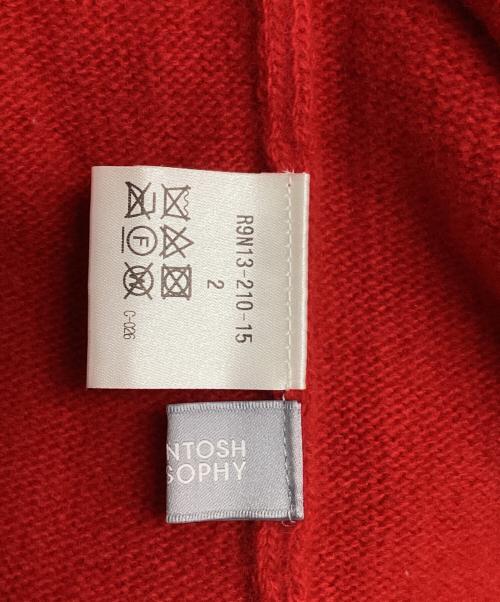 R9N13-210-15
2
F
W
C-026
NTOSH
SOPHY